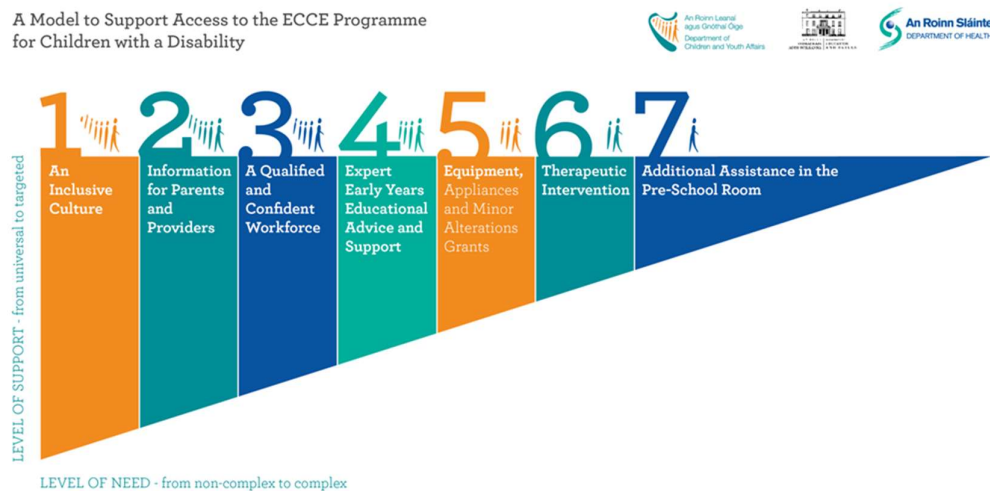 A Model to Support Access to the ECCE Programme
for Children with a Disability
An Roinn Leanaí
agus Gnóthaí Óige
Department of
Children and Youth Affairs
An Roinn Sláinte
DEPARTMENT OF HEALTH
1
An
Inclusive
Culture
2
Information
for Parents
and
Providers
3
A Qualified
and
Confident
Workforce
4
Expert
Early Years
Educational
Advice and
Support
5
Equipment,
Appliances
and Minor
Alterations
Grants
6
Therapeutic
Intervention
7
Additional Assistance in the
Pre-School Room
LEVEL OF SUPPORT - from universal to targeted
LEVEL OF NEED - from non-complex to complex